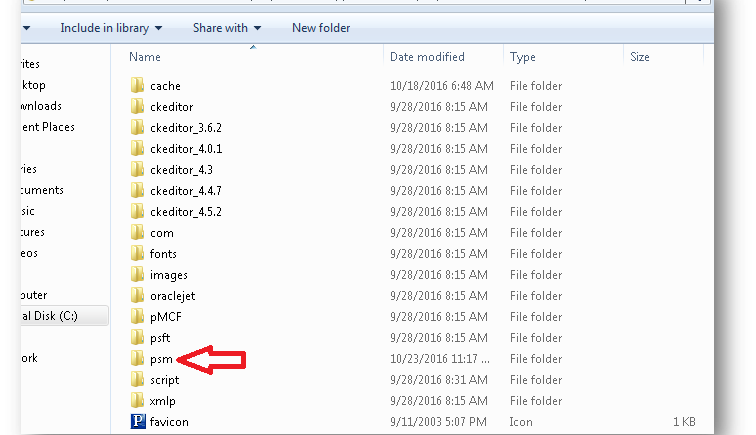 Include in library Share with New folder
Name Date modified Type Size
cache 10/18/2016 6:48 AM File folder
ckeditor 9/28/2016 8:15 AM File folder
ckeditor_3.6.2 9/28/2016 8:15 AM File folder
ckeditor_4.0.1 9/28/2016 8:15 AM File folder
ckeditor_4.3 9/28/2016 8:15 AM File folder
ckeditor_4.4.7 9/28/2016 8:15 AM File folder
ckeditor_4.5.2 9/28/2016 8:15 AM File folder
com 9/28/2016 8:15 AM File folder
fonts 9/28/2016 8:15 AM File folder
images 9/28/2016 8:15 AM File folder
oraclejet 9/28/2016 8:15 AM File folder
pMCF 9/28/2016 8:15 AM File folder
psft 9/28/2016 8:15 AM File folder
psm 10/23/2016 11:17 ... File folder
script 9/28/2016 8:31 AM File folder
xmlp 9/28/2016 8:15 AM File folder
favicon 9/11/2003 5:07 PM Icon 1 KB
rites
ktop
wnloads
ent Places
ries
cuments
sic
tures
eos
puter
al Disk (C:)
ork